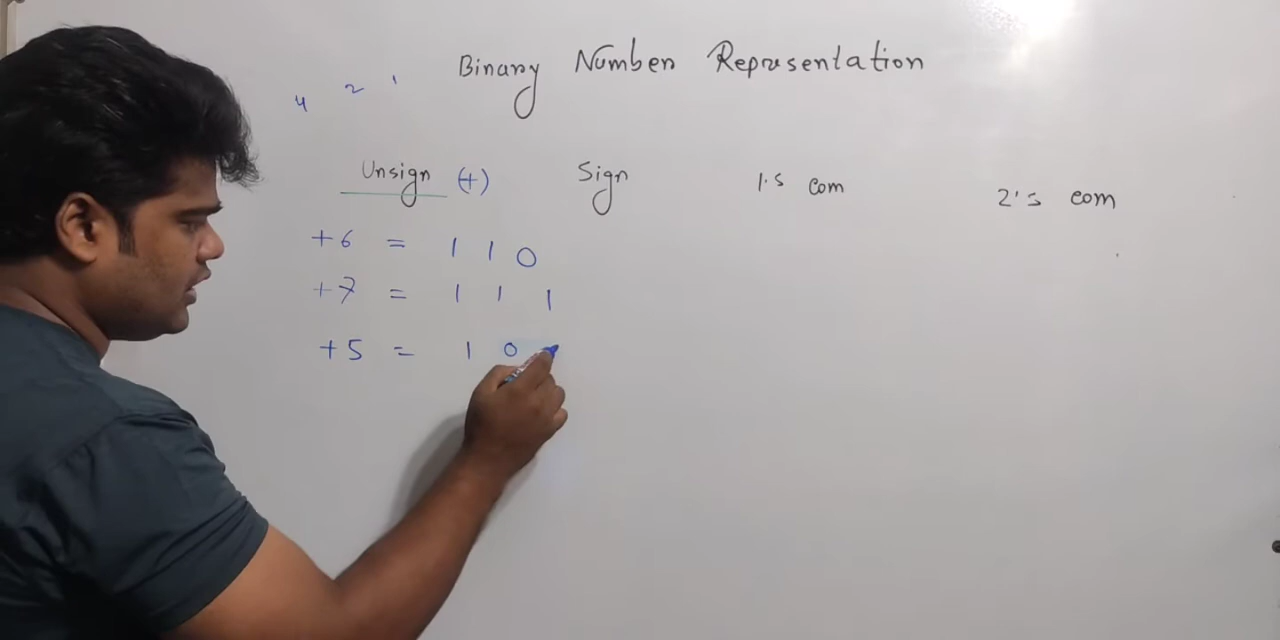 Binary Number Representation
4 2 1
Unsign (+) Sign 1.s com 2's com
+6 = 1 1 0
+7 = 1 1 1
+5 = 1 0